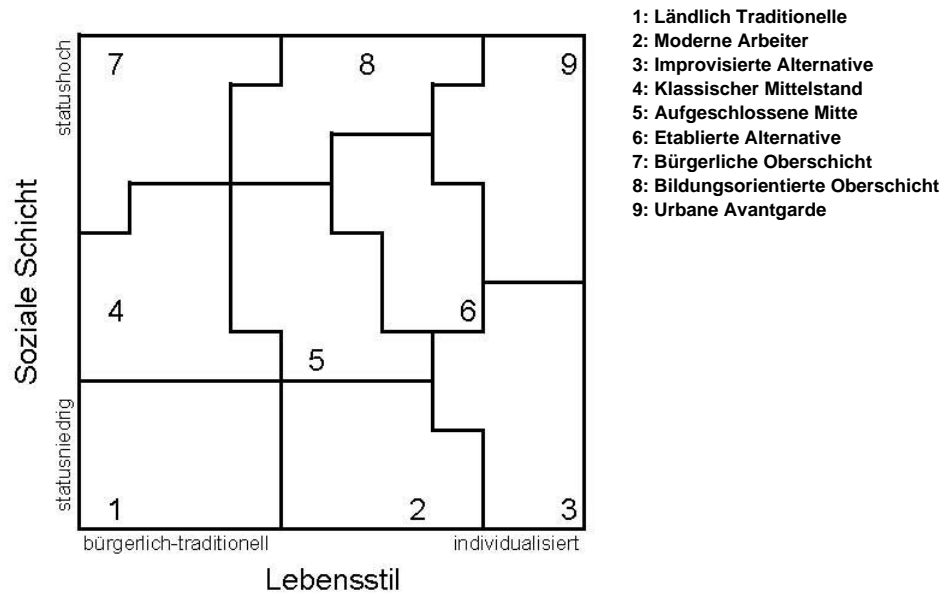 1: Ländlich Traditionelle
2: Moderne Arbeiter
3: Improvisierte Alternative
4: Klassischer Mittelstand
5: Aufgeschlossene Mitte
6: Etablierte Alternative
7: Bürgerliche Oberschicht
8: Bildungsorientierte Oberschicht
9: Urbane Avantgarde
Soziale Schicht
statushoch
statusniedrig
7 8 9
4 6
5
1 2 3
bürgerlich-traditionell individualisiert
Lebensstil